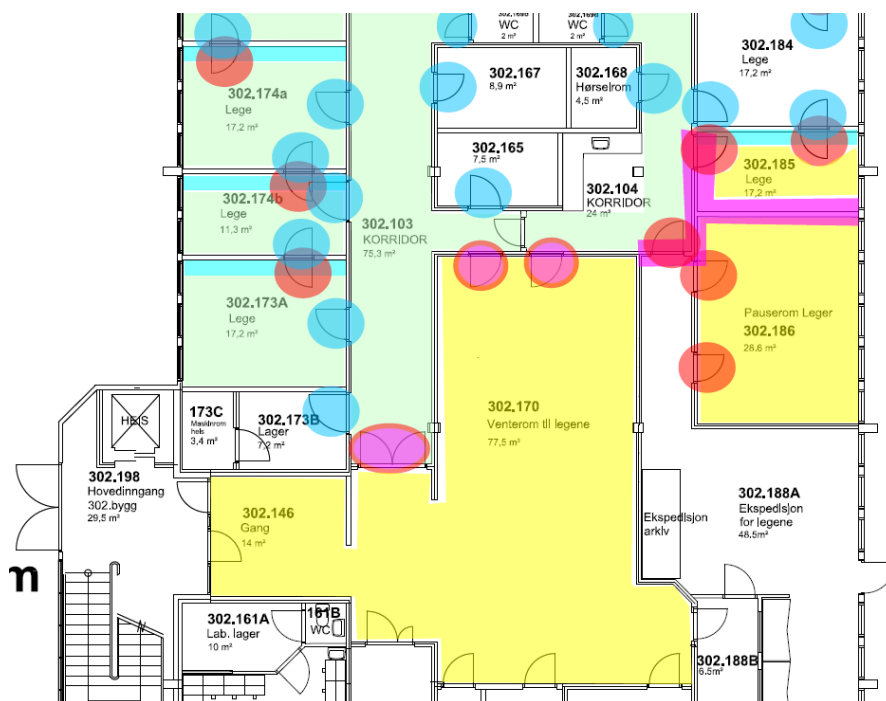 302.169b
WC
2 m²
302.169a
WC
2 m²
302.184
Lege
17,2 m²
302.167
8,9 m²
302.168
Hørselrom
4,5 m²
302.174a
Lege
17,2 m²
302.165
7,5 m²
302.185
Lege
17,2 m²
302.174b
Lege
11,3 m²
302.104
KORRIDOR
24 m²
302.103
KORRIDOR
75,3 m²
302.173A
Lege
17,2 m²
Pauserom Leger
302.186
28.6 m²
302.170
Venterom til legene
77,5 m²
173C
Maskinrom
heis
3,4 m²
302.173B
Lager
7,2 m²
HEIS
302.198
Hovedinngang
302.bygg
29,5 m²
302.146
Gang
14 m²
Ekspedisjon
arkiv
302.188A
Ekspedisjon
for legene
48.5m²
m
302.161A
Lab. lager
10 m²
161B
WC
N
302.188B
6.5m²